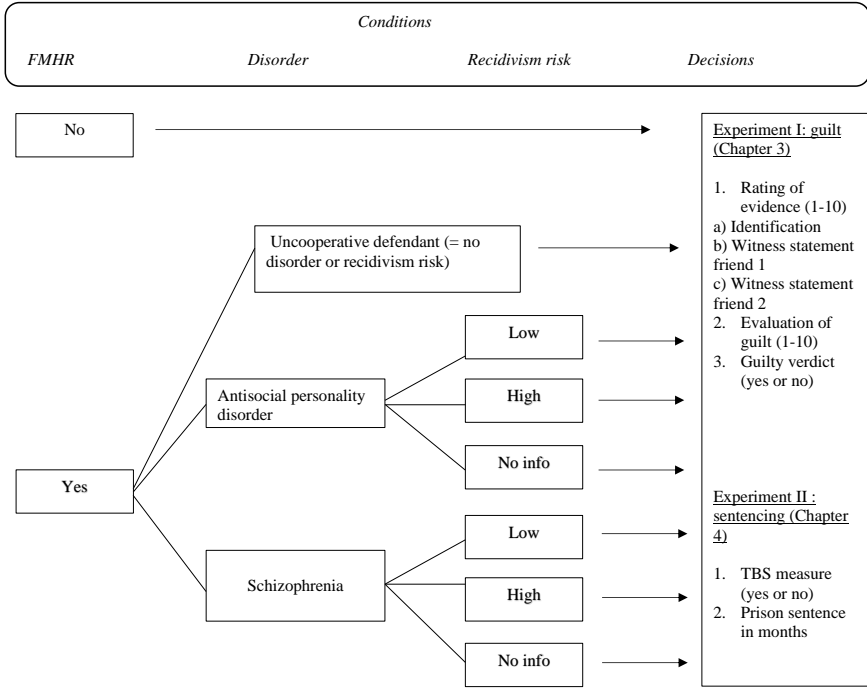 Conditions
FMHR Disorder Recidivism risk Decisions
No
Uncooperative defendant (= no
disorder or recidivism risk)
Low
Antisocial personality
disorder
High
No info
Yes
Low
Schizophrenia
High
No info
Experiment I: guilt
(Chapter 3)
1. Rating of
evidence (1-10)
a) Identification
b) Witness statement
friend 1
c) Witness statement
friend 2
2. Evaluation of
guilt (1-10)
3. Guilty verdict
(yes or no)
Experiment II :
sentencing (Chapter
4)
1. TBS measure
(yes or no)
2. Prison sentence
in months